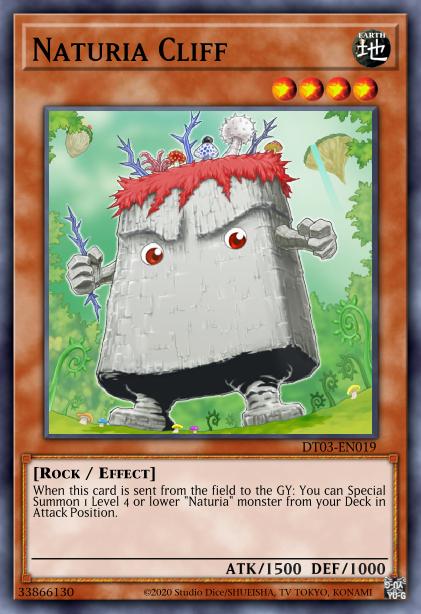 NATURIA CLIFF
EARTH
地
DT03-EN019
[ROCK / EFFECT]
When this card is sent from the field to the GY: You can Special
Summon 1 Level 4 or lower "Naturia" monster from your Deck in
Attack Position.
ATK/1500 DEF/1000
33866130
©2020 Studio Dice/SHUEISHA, TV TOKYO, KONAMI